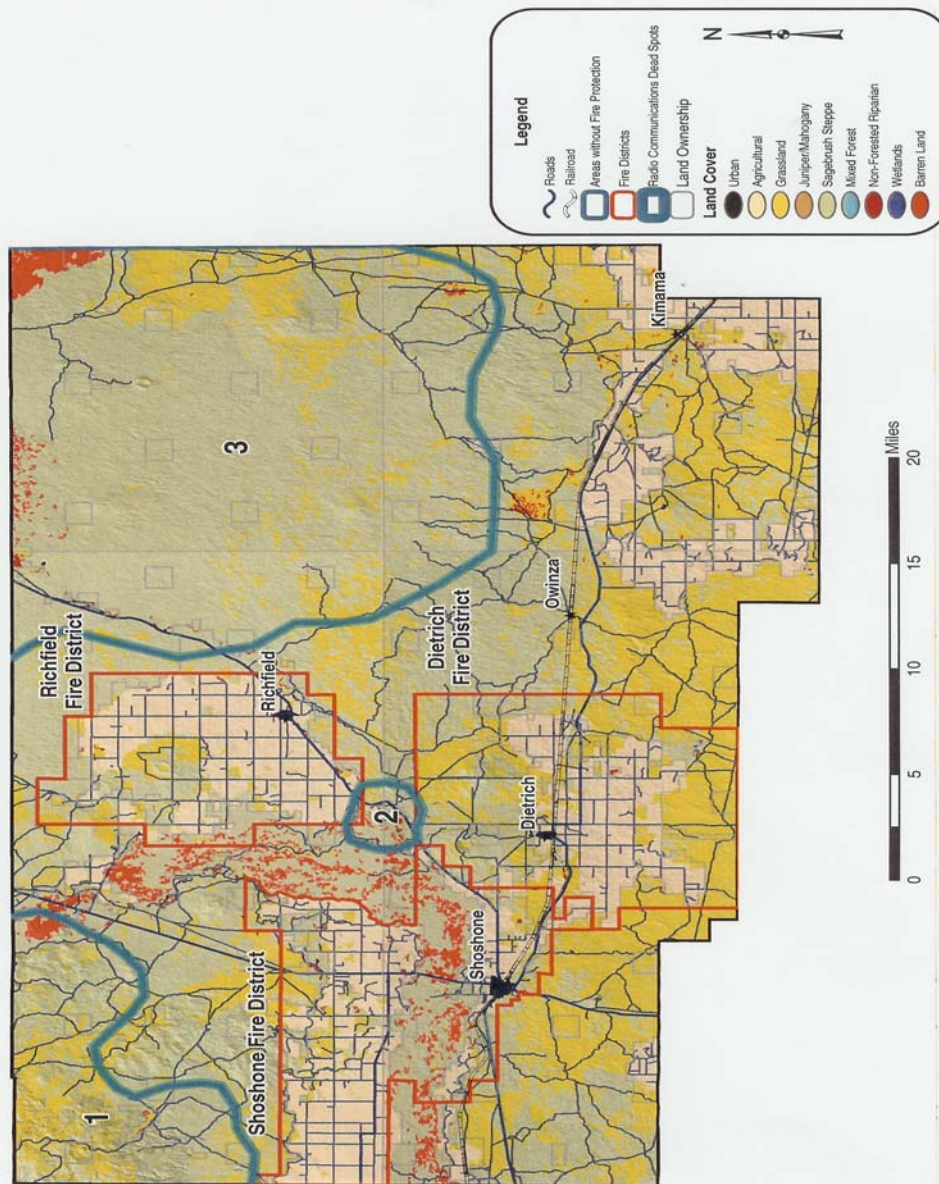 1
2
3
Richfield
Fire District
Richfield
Shoshone Fire District
Dietrich
Fire District
Shoshone
Dietrich
Owinza
Kimama
0
5
10
15
20
Miles
Legend
Roads
Railroad
Areas without Fire Protection
Fire Districts
Radio Communications Dead Spots
Land Ownership
Land Cover
Urban
Agricultural
Grassland
Juniper/Mahogany
Sagebrush Steppe
Mixed Forest
Non-Forested Riparian
Wetlands
Barren Land
N